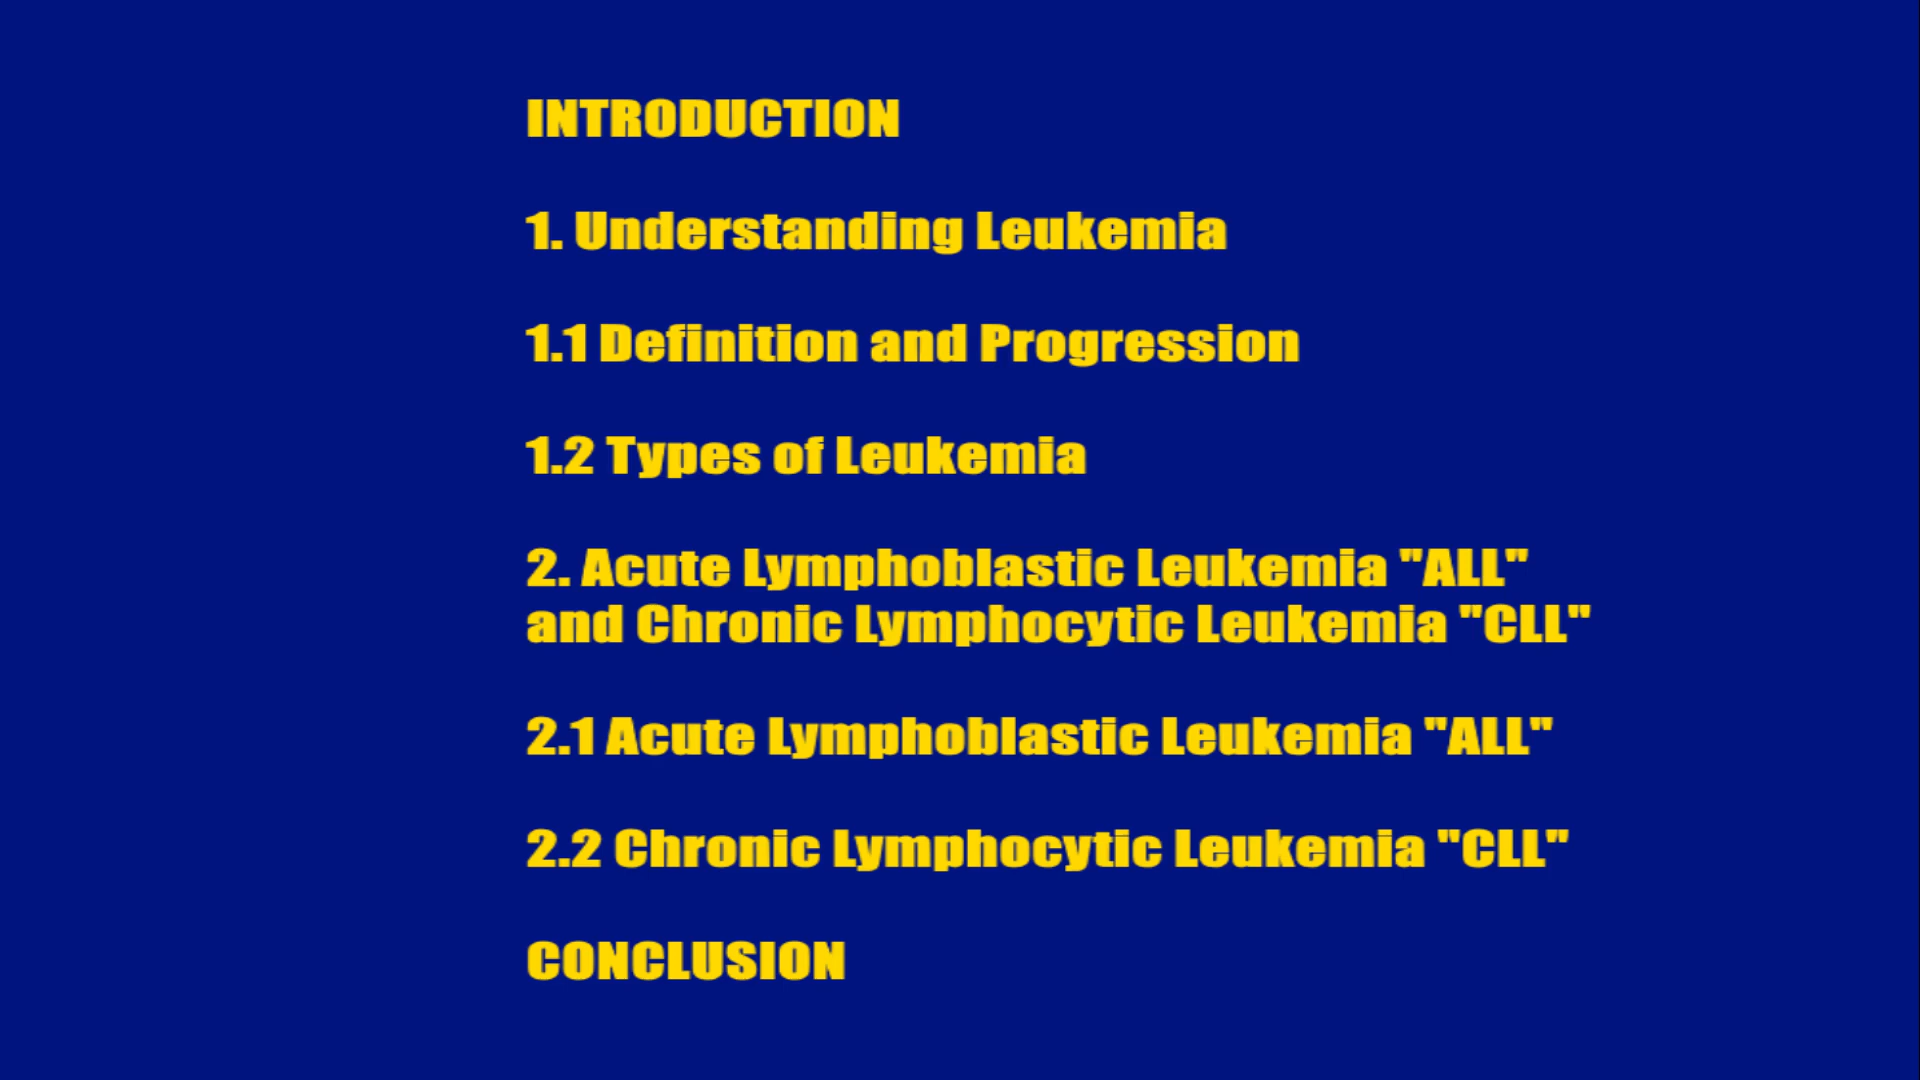 INTRODUCTION
1. Understanding Leukemia
1.1 Definition and Progression
1.2 Types of Leukemia
2. Acute Lymphoblastic Leukemia "ALL"
and Chronic Lymphocytic Leukemia "CLL"
2.1 Acute Lymphoblastic Leukemia "ALL"
2.2 Chronic Lymphocytic Leukemia "CLL"
CONCLUSION